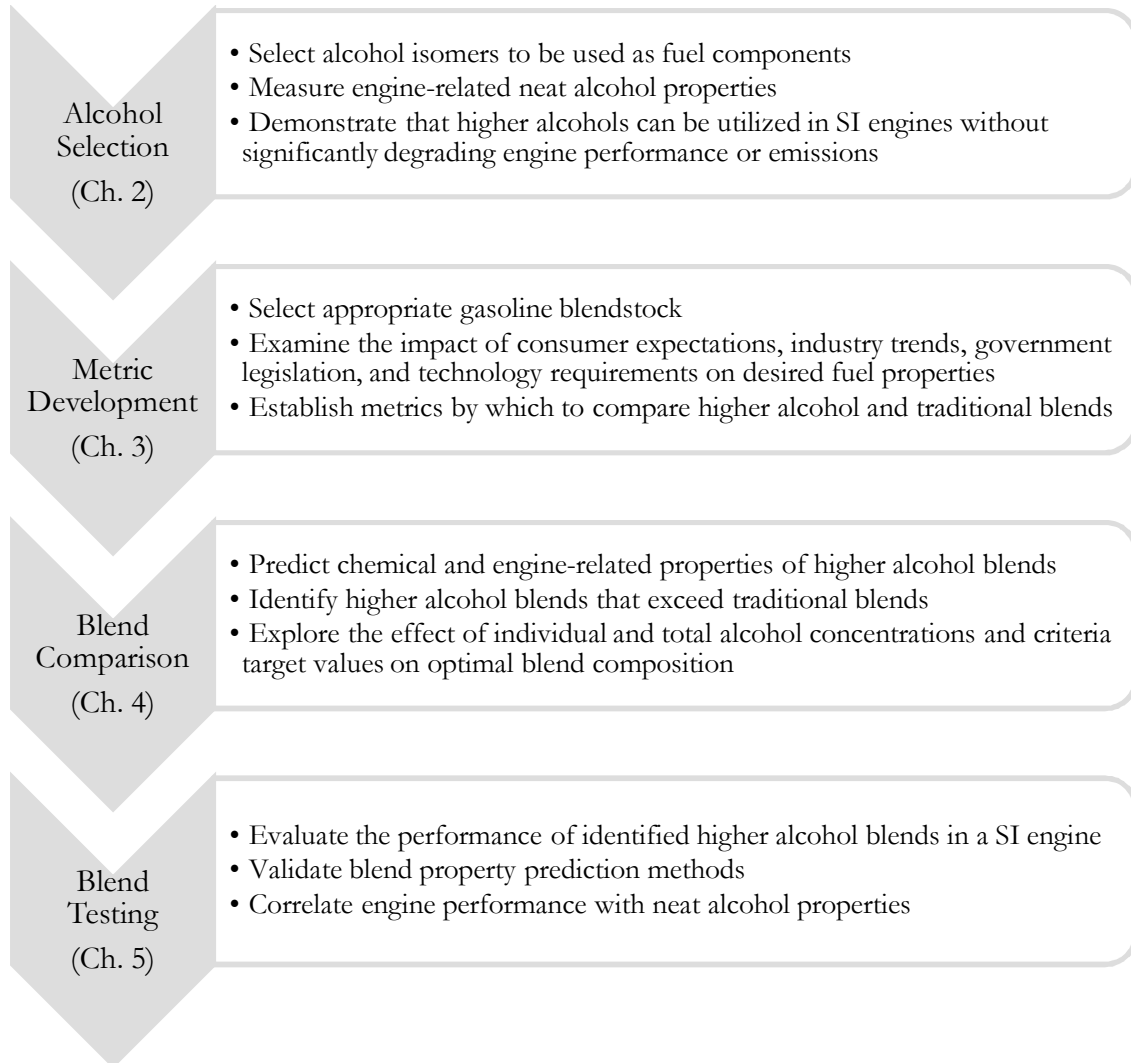 Alcohol
Selection
(Ch. 2)
• Select alcohol isomers to be used as fuel components
• Measure engine-related neat alcohol properties
• Demonstrate that higher alcohols can be utilized in SI engines without
significantly degrading engine performance or emissions
Metric
Development
(Ch. 3)
• Select appropriate gasoline blendstock
• Examine the impact of consumer expectations, industry trends, government
legislation, and technology requirements on desired fuel properties
• Establish metrics by which to compare higher alcohol and traditional blends
Blend
Comparison
(Ch. 4)
• Predict chemical and engine-related properties of higher alcohol blends
• Identify higher alcohol blends that exceed traditional blends
• Explore the effect of individual and total alcohol concentrations and criteria
target values on optimal blend composition
Blend
Testing
(Ch. 5)
• Evaluate the performance of identified higher alcohol blends in a SI engine
• Validate blend property prediction methods
• Correlate engine performance with neat alcohol properties